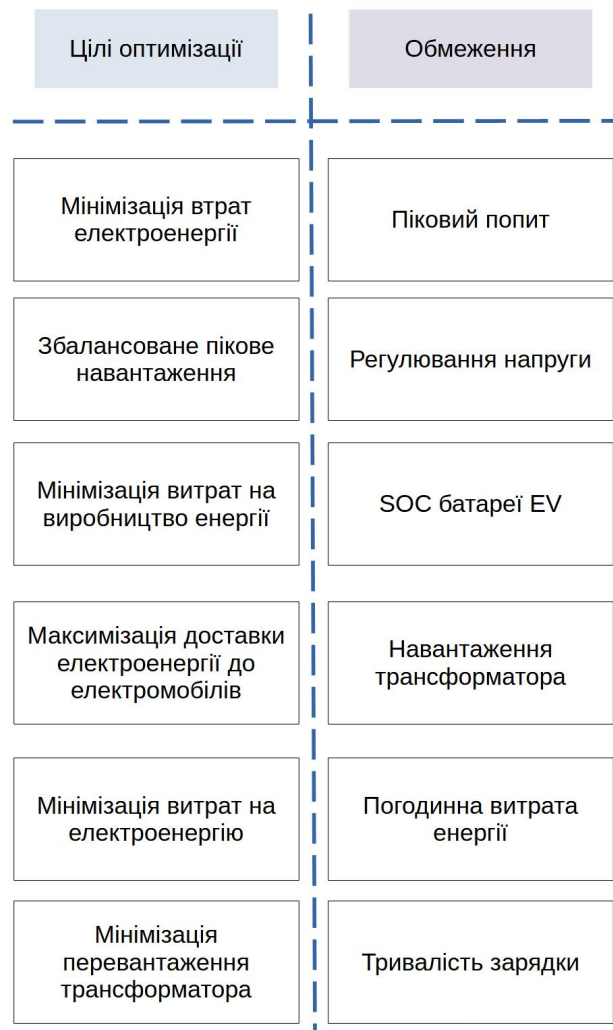 Цілі оптимізації
Обмеження
Мінімізація втрат
електроенергії
Піковий попит
Збалансоване пікове
навантаження
Регулювання напруги
Мінімізація витрат на
виробництво енергії
SOC батареї EV
Максимізація доставки
електроенергії до
електромобілів
Навантаження
трансформатора
Мінімізація витрат на
електроенергію
Погодинна витрата
енергії
Мінімізація
перевантаження
трансформатора
Тривалість зарядки